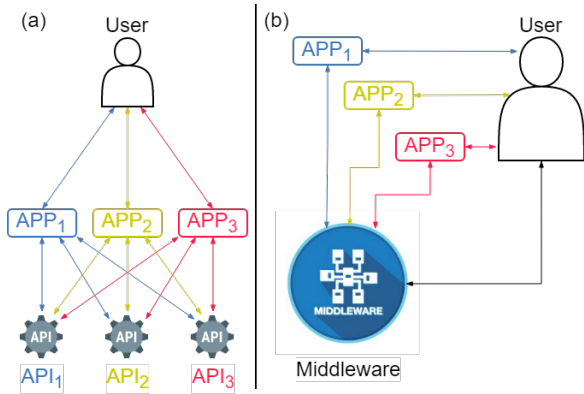 (a)
User
APP1
APP2
APP3
API
API
API
API1
API2
API3
(b)
User
APP1
APP2
APP3
MIDDLEWARE
Middleware